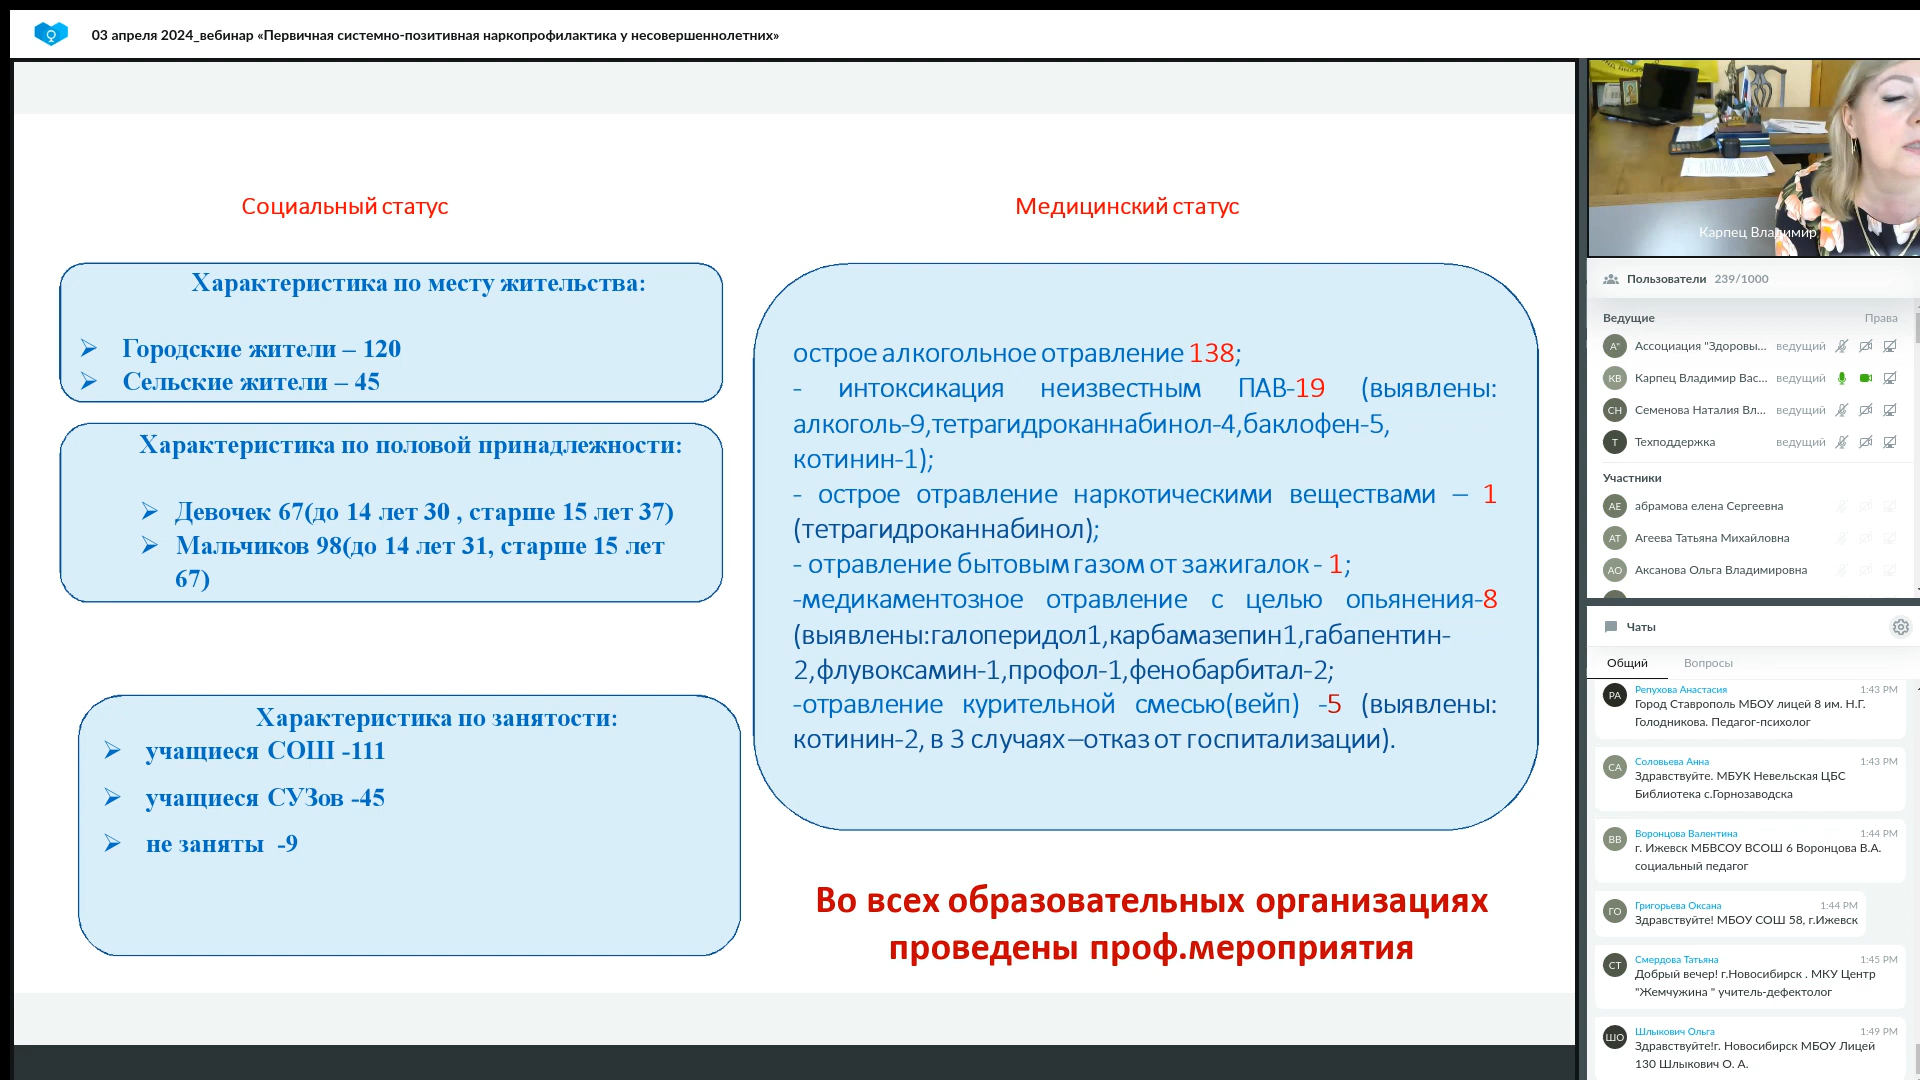 03 апреля 2024_вебинар «Первичная системно-позитивная наркопрофилактика у несовершеннолетних»
Социальный статус
Характеристика по месту жительства:
Городские жители – 120
Сельские жители – 45
Характеристика по половой принадлежности:
Девочек 67(до 14 лет 30 , старше 15 лет 37)
Мальчиков 98(до 14 лет 31, старше 15 лет
67)
Характеристика по занятости:
учащиеся СОШ -111
учащиеся СУЗов -45
не заняты -9
Медицинский статус
острое алкогольное отравление 138;
- интоксикация неизвестным ПАВ-19 (выявлены:
алкоголь-9,тетрагидроканнабинол-4,баклофен-5,
котинин-1);
- острое отравление наркотическими веществами – 1
(тетрагидроканнабинол);
- отравление бытовым газом от зажигалок - 1;
-медикаментозное отравление с целью опьянения-8
(выявлены:галоперидол1,карбамазепин1,габапентин-
2,флувоксамин-1,профол-1,фенобарбитал-2;
-отравление курительной смесью(вейп) -5 (выявлены:
котинин-2, в 3 случаях–отказ от госпитализации).
Во всех образовательных организациях
проведены проф.мероприятия
Карпец Владимир
Пользователи 239/1000
Ведущие Права
А" Ассоциация "Здоровы... ведущий
КВ Карпец Владимир Вас... ведущий
СН Семенова Наталия Вл... ведущий
Т Техподдержка ведущий
Участники
АЕ абрамова елена Сергеевна
АТ Агеева Татьяна Михайловна
АО Аксанова Ольга Владимировна
Чаты
Общий Вопросы
РА Репухова Анастасия 1:43 PM
Город Ставрополь МБОУ лицей 8 им. Н.Г.
Голодникова. Педагог-психолог
СА Соловьева Анна 1:43 PM
Здравствуйте. МБУК Невельская ЦБС
Библиотека с.Горнозаводска
ВВ Воронцова Валентина 1:44 PM
г. Ижевск МБВСОУ ВСОШ 6 Воронцова В.А.
социальный педагог
ГО Григорьева Оксана 1:44 PM
Здравствуйте! МБОУ СОШ 58, г.Ижевск
СТ Смердова Татьяна 1:45 PM
Добрый вечер! г.Новосибирск . МКУ Центр
"Жемчужина " учитель-дефектолог
ШО Шлыкович Ольга 1:49 PM
Здравствуйте!г. Новосибирск МБОУ Лицей
130 Шлыкович О. А.